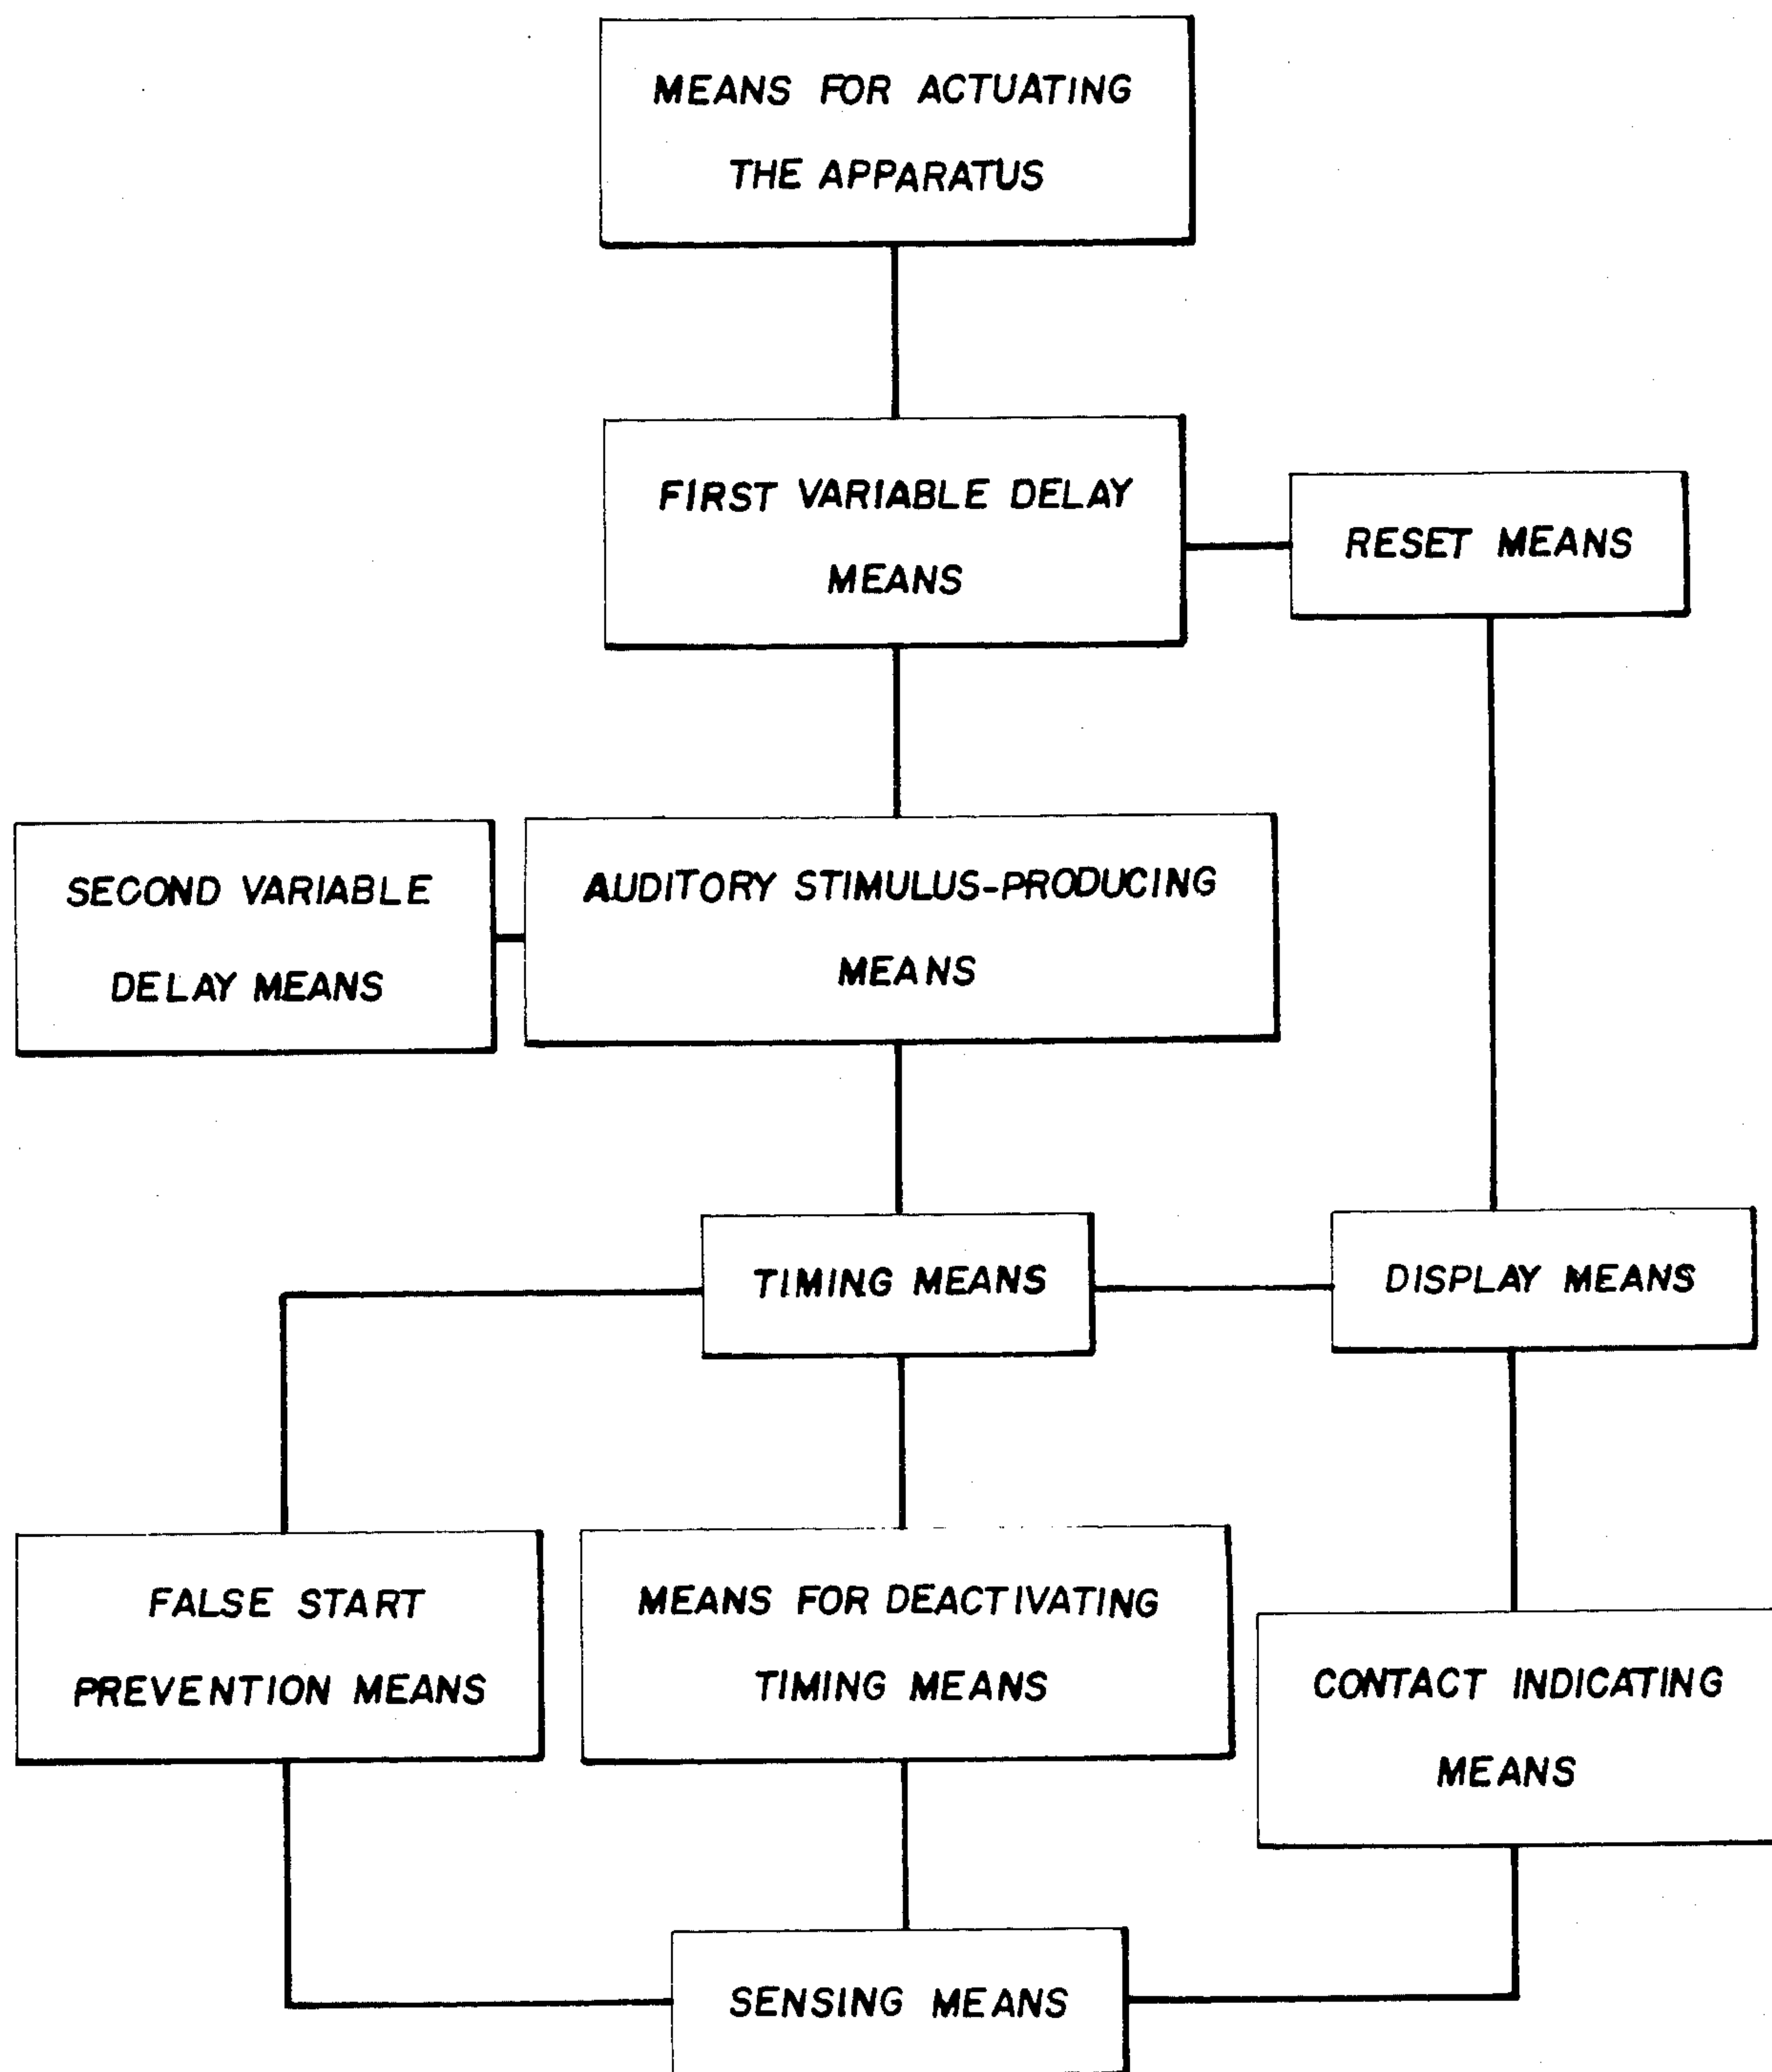 MEANS FOR ACTUATING
THE APPARATUS
FIRST VARIABLE DELAY
MEANS
RESET MEANS
SECOND VARIABLE
DELAY MEANS
AUDITORY STIMULUS-PRODUCING
MEANS
TIMING MEANS
DISPLAY MEANS
FALSE START
PREVENTION MEANS
MEANS FOR DEACTIVATING
TIMING MEANS
CONTACT INDICATING
MEANS
SENSING MEANS